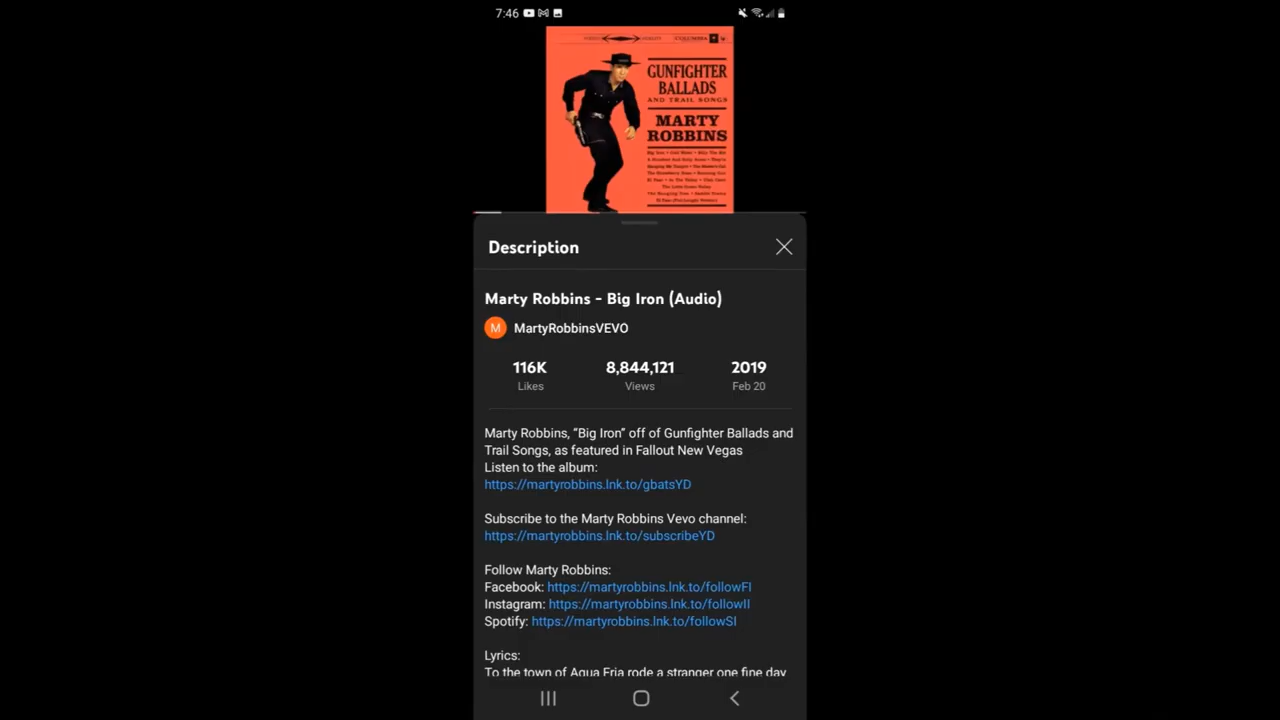 7:46
GUNFIGHTER
BALLADS
AND TRAIL SONGS
MARTY
ROBBINS
Description
Marty Robbins - Big Iron (Audio)
M MartyRobbinsVEVO
116K 8,844,121 2019
Likes Views Feb 20
Marty Robbins, “Big Iron” off of Gunfighter Ballads and
Trail Songs, as featured in Fallout New Vegas
Listen to the album:
https://martyrobbins.lnk.to/gbatsYD
Subscribe to the Marty Robbins Vevo channel:
https://martyrobbins.lnk.to/subscribeYD
Follow Marty Robbins:
Facebook: https://martyrobbins.lnk.to/followFI
Instagram: https://martyrobbins.lnk.to/followII
Spotify: https://martyrobbins.lnk.to/followSI
Lyrics:
To the town of Agua Fria rode a stranger one fine day